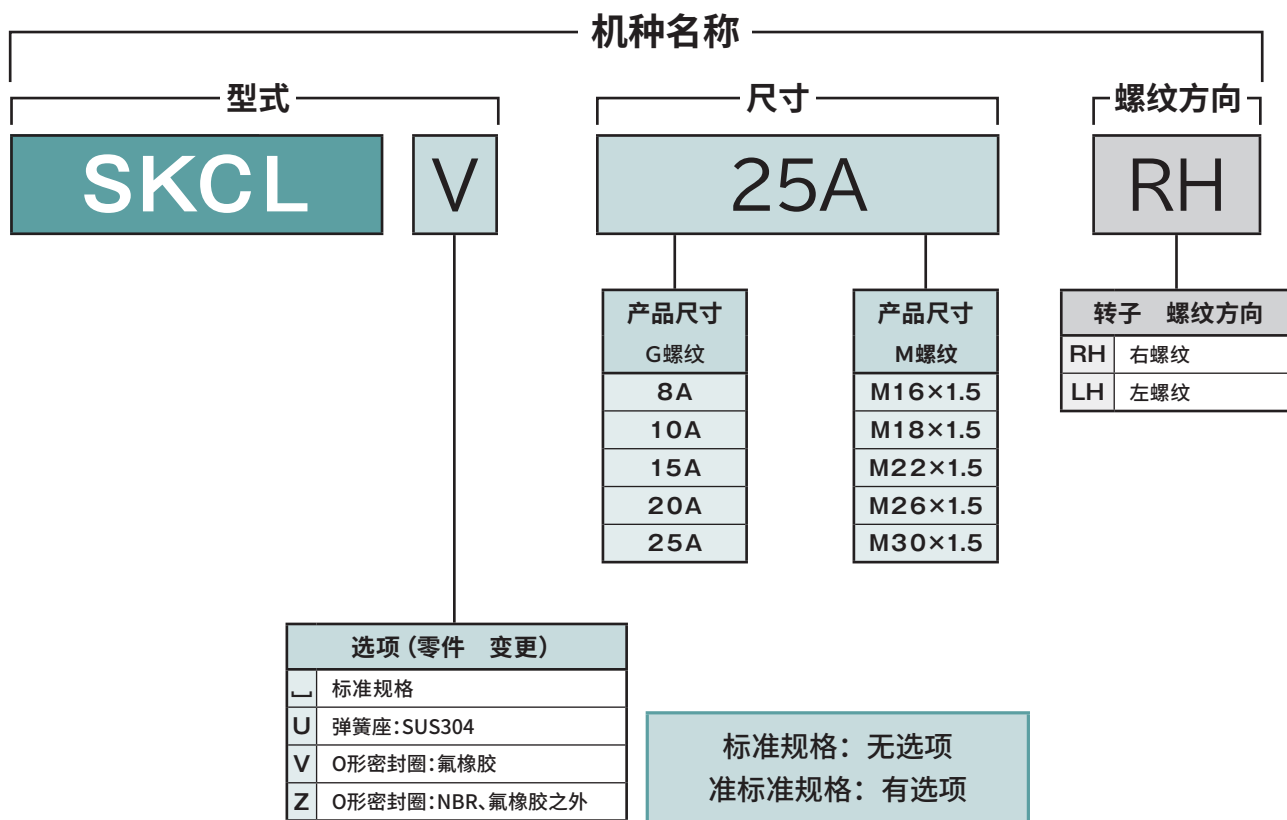 机种名称
型式
尺寸
螺纹方向
SKCL
V
25A
RH
产品尺寸
G螺纹
8A
10A
15A
20A
25A
产品尺寸
M螺纹
M16×1.5
M18×1.5
M22×1.5
M26×1.5
M30×1.5
转子　螺纹方向
RH 右螺纹
LH 左螺纹
选项（零件　变更）
⎵ 标准规格
U 弹簧座:SUS304
V O形密封圈:氟橡胶
Z O形密封圈:NBR、氟橡胶之外
标准规格：无选项
准标准规格：有选项